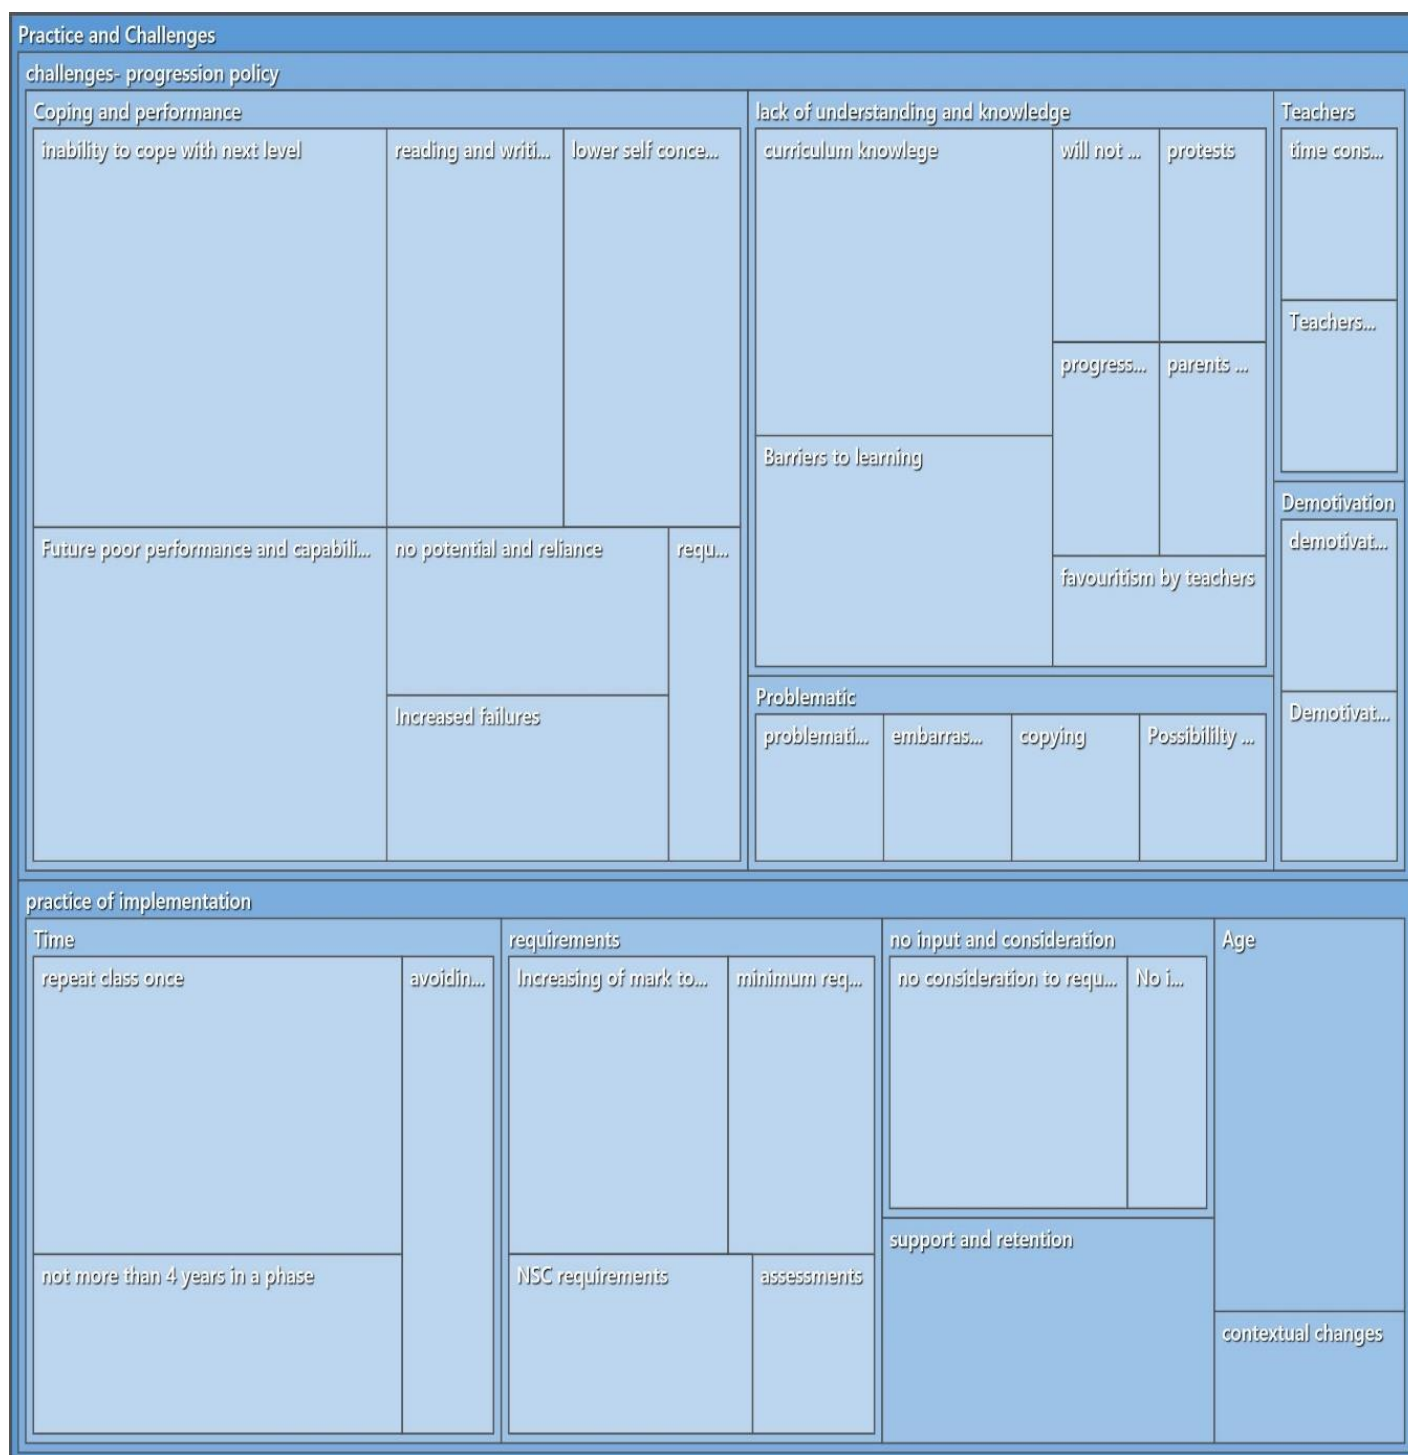 Practice and Challenges
challenges- progression policy
Coping and performance
inability to cope with next level
reading and writi...
lower self conce...
Future poor performance and capabili...
no potential and reliance
requ...
Increased failures
lack of understanding and knowledge
curriculum knowlege
will not ...
protests
progress...
parents ...
Barriers to learning
favouritism by teachers
Problematic
problemati...
embarras...
copying
Possibililty ...
Teachers
time cons...
Teachers...
Demotivation
demotivat...
Demotivat...
practice of implementation
Time
repeat class once
avoidin...
not more than 4 years in a phase
requirements
Increasing of mark to...
minimum req...
NSC requirements
assessments
no input and consideration
no consideration to requ...
No i...
support and retention
Age
contextual changes